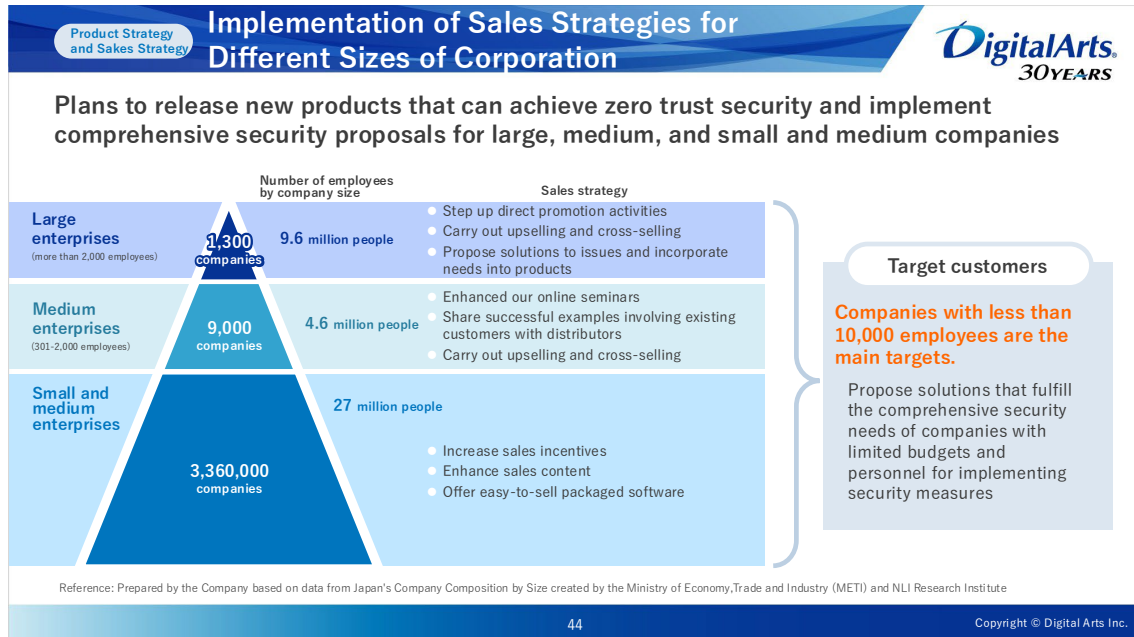 Product Strategy
and Sakes Strategy
Implementation of Sales Strategies for
Different Sizes of Corporation
DigitalArts®
30YEARS
Plans to release new products that can achieve zero trust security and implement
comprehensive security proposals for large, medium, and small and medium companies
Number of employees
by company size
Sales strategy
Large
enterprises
(more than 2,000 employees)
1,300
companies
9.6 million people
Step up direct promotion activities
Carry out upselling and cross-selling
Propose solutions to issues and incorporate
needs into products
Medium
enterprises
(301-2,000 employees)
9,000
companies
4.6 million people
Enhanced our online seminars
Share successful examples involving existing
customers with distributors
Carry out upselling and cross-selling
Small and
medium
enterprises
3,360,000
companies
27 million people
Increase sales incentives
Enhance sales content
Offer easy-to-sell packaged software
Target customers
Companies with less than
10,000 employees are the
main targets.
Propose solutions that fulfill
the comprehensive security
needs of companies with
limited budgets and
personnel for implementing
security measures
Reference: Prepared by the Company based on data from Japan's Company Composition by Size created by the Ministry of Economy,Trade and Industry (METI) and NLI Research Institute
44
Copyright © Digital Arts Inc.